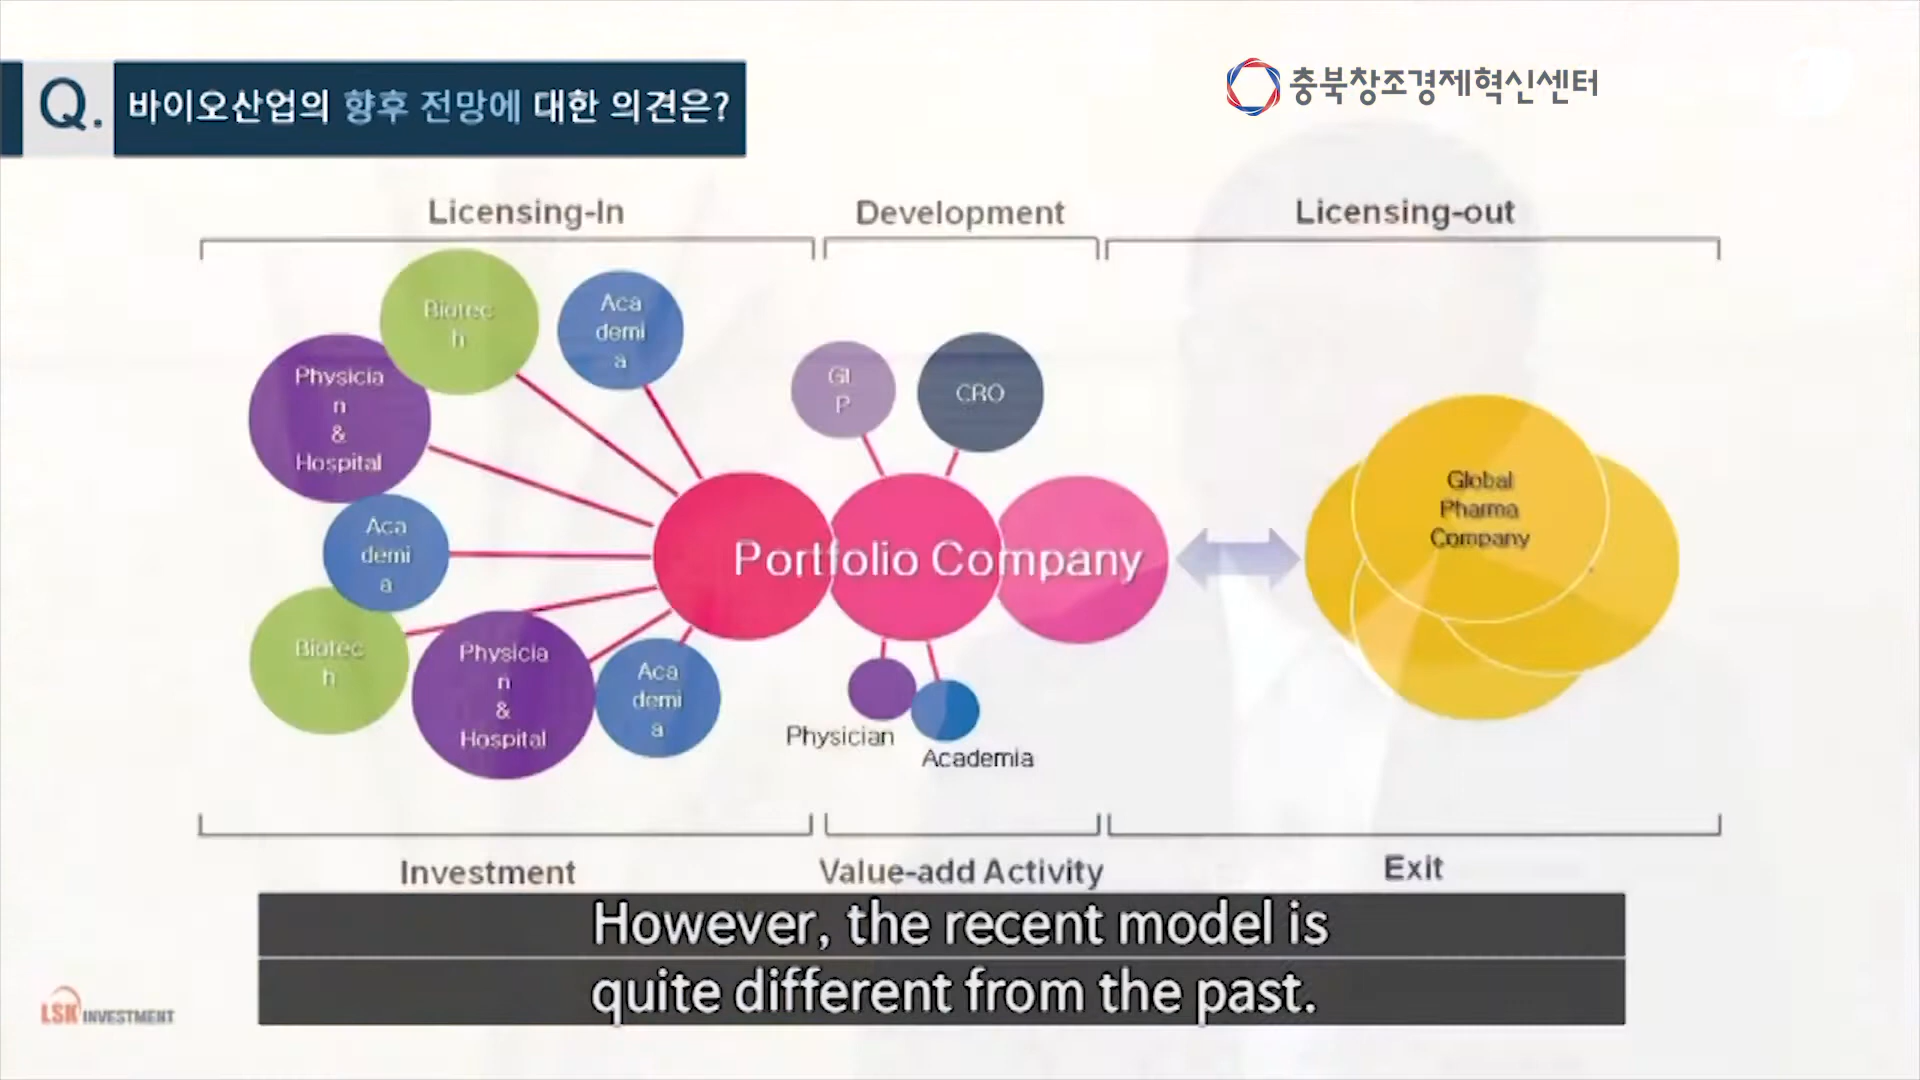 Q. 바이오산업의 향후 전망에 대한 의견은?
충북창조경제혁신센터
Licensing-In
Development
Licensing-out
Biotec
h
Aca
demi
a
Physicia
n
&
Hospital
GL
P
CRO
Global
Pharma
Company
Aca
demi
a
Portfolio Company
Biotec
h
Physicia
n
&
Hospital
Aca
demi
a
Physician
Academia
Investment
Value-add Activity
Exit
However, the recent model is
quite different from the past.
LSK INVESTMENT